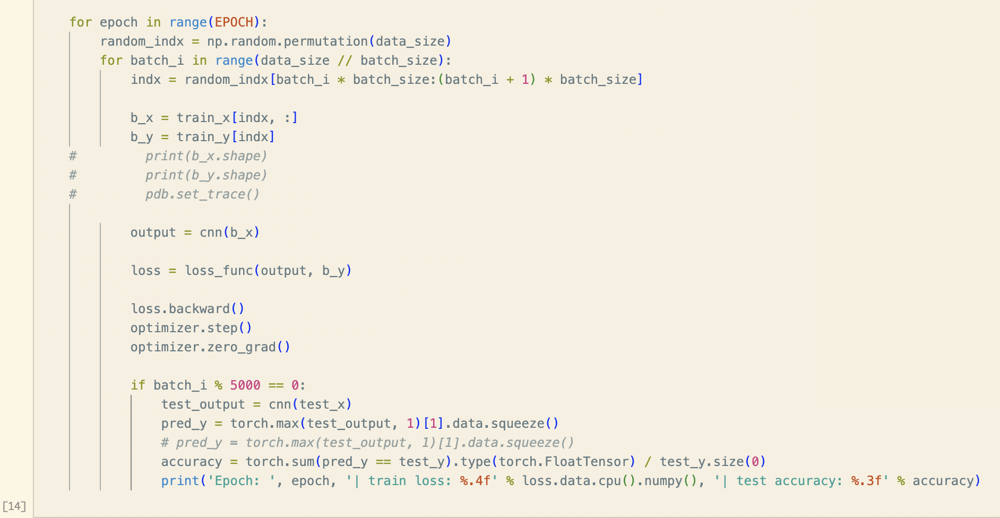 for epoch in range(EPOCH):
    random_indx = np.random.permutation(data_size)
    for batch_i in range(data_size // batch_size):
        indx = random_indx[batch_i * batch_size:(batch_i + 1) * batch_size]
        b_x = train_x[indx, :]
        b_y = train_y[indx]
#         print(b_x.shape)
#         print(b_y.shape)
#         pdb.set_trace()
        output = cnn(b_x)
        loss = loss_func(output, b_y)
        loss.backward()
        optimizer.step()
        optimizer.zero_grad()
        if batch_i % 5000 == 0:
            test_output = cnn(test_x)
            pred_y = torch.max(test_output, 1)[1].data.squeeze()
            # pred_y = torch.max(test_output, 1)[1].data.squeeze()
            accuracy = torch.sum(pred_y == test_y).type(torch.FloatTensor) / test_y.size(0)
            print('Epoch: ', epoch, '| train loss: %.4f' % loss.data.cpu().numpy(), '| test accuracy: %.3f' % accuracy)
[14]